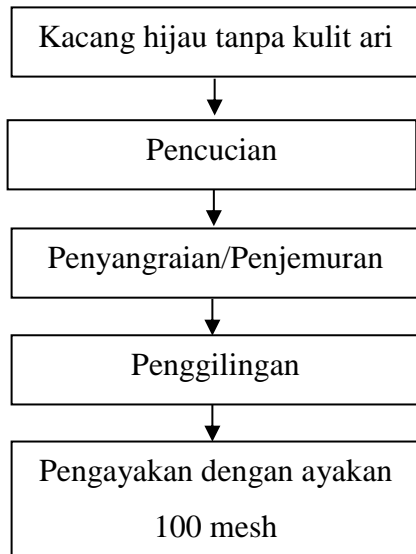 Kacang hijau tanpa kulit ari
Pencucian
Penyangraian/Penjemuran
Penggilingan
Pengayakan dengan ayakan
100 mesh